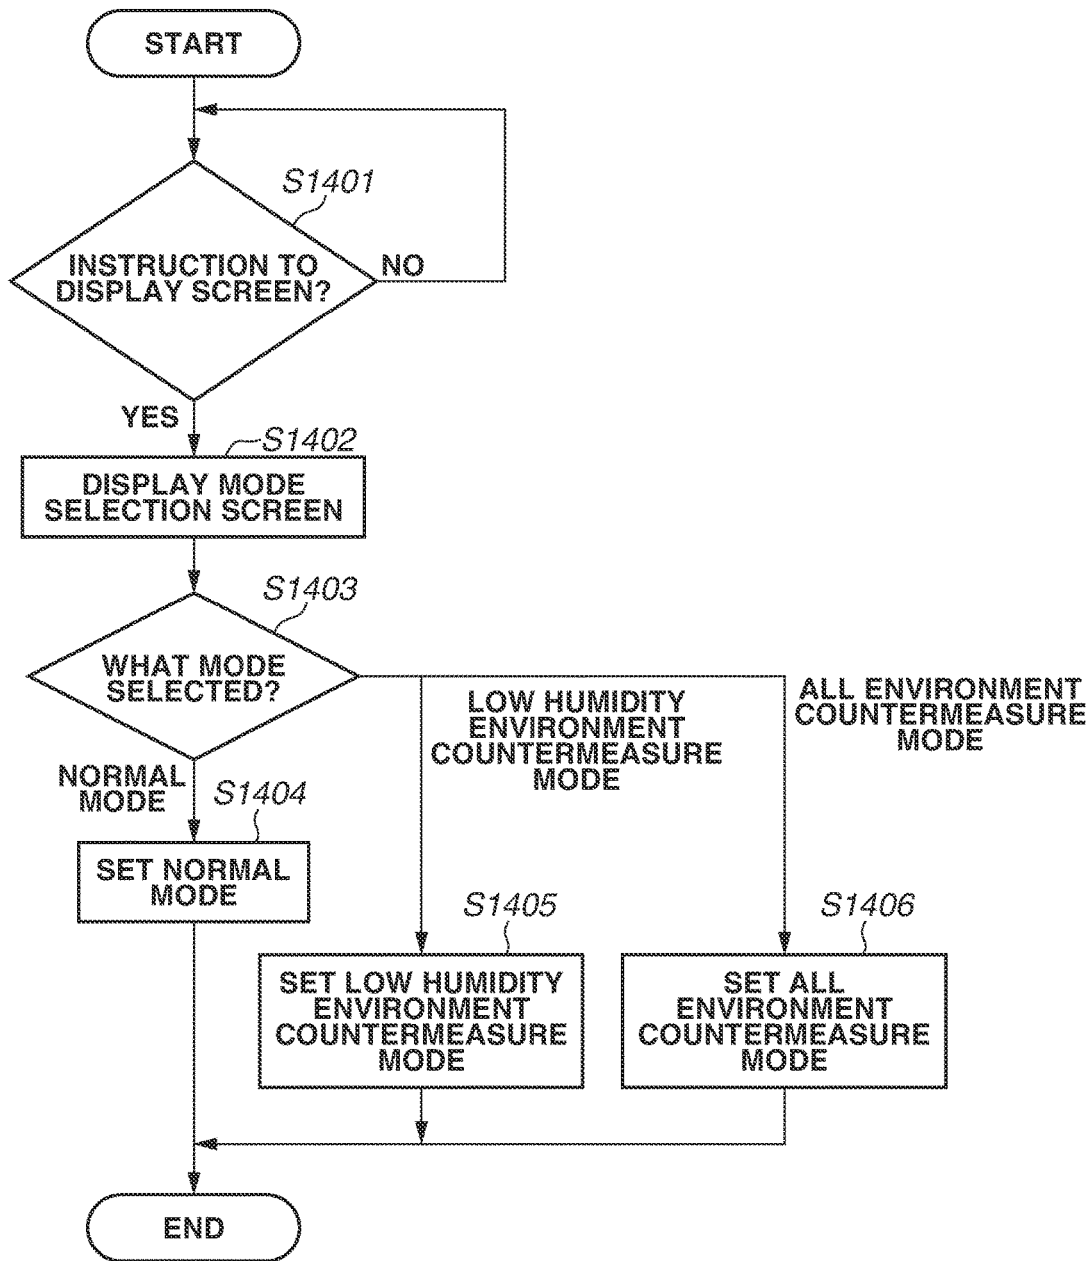 START
S1401
INSTRUCTION TO
DISPLAY SCREEN?
NO
YES
S1402
DISPLAY MODE
SELECTION SCREEN
S1403
WHAT MODE
SELECTED?
LOW HUMIDITY
ENVIRONMENT
COUNTERMEASURE
MODE
ALL ENVIRONMENT
COUNTERMEASURE
MODE
NORMAL
MODE
S1404
SET NORMAL
MODE
S1405
SET LOW HUMIDITY
ENVIRONMENT
COUNTERMEASURE
MODE
S1406
SET ALL
ENVIRONMENT
COUNTERMEASURE
MODE
END